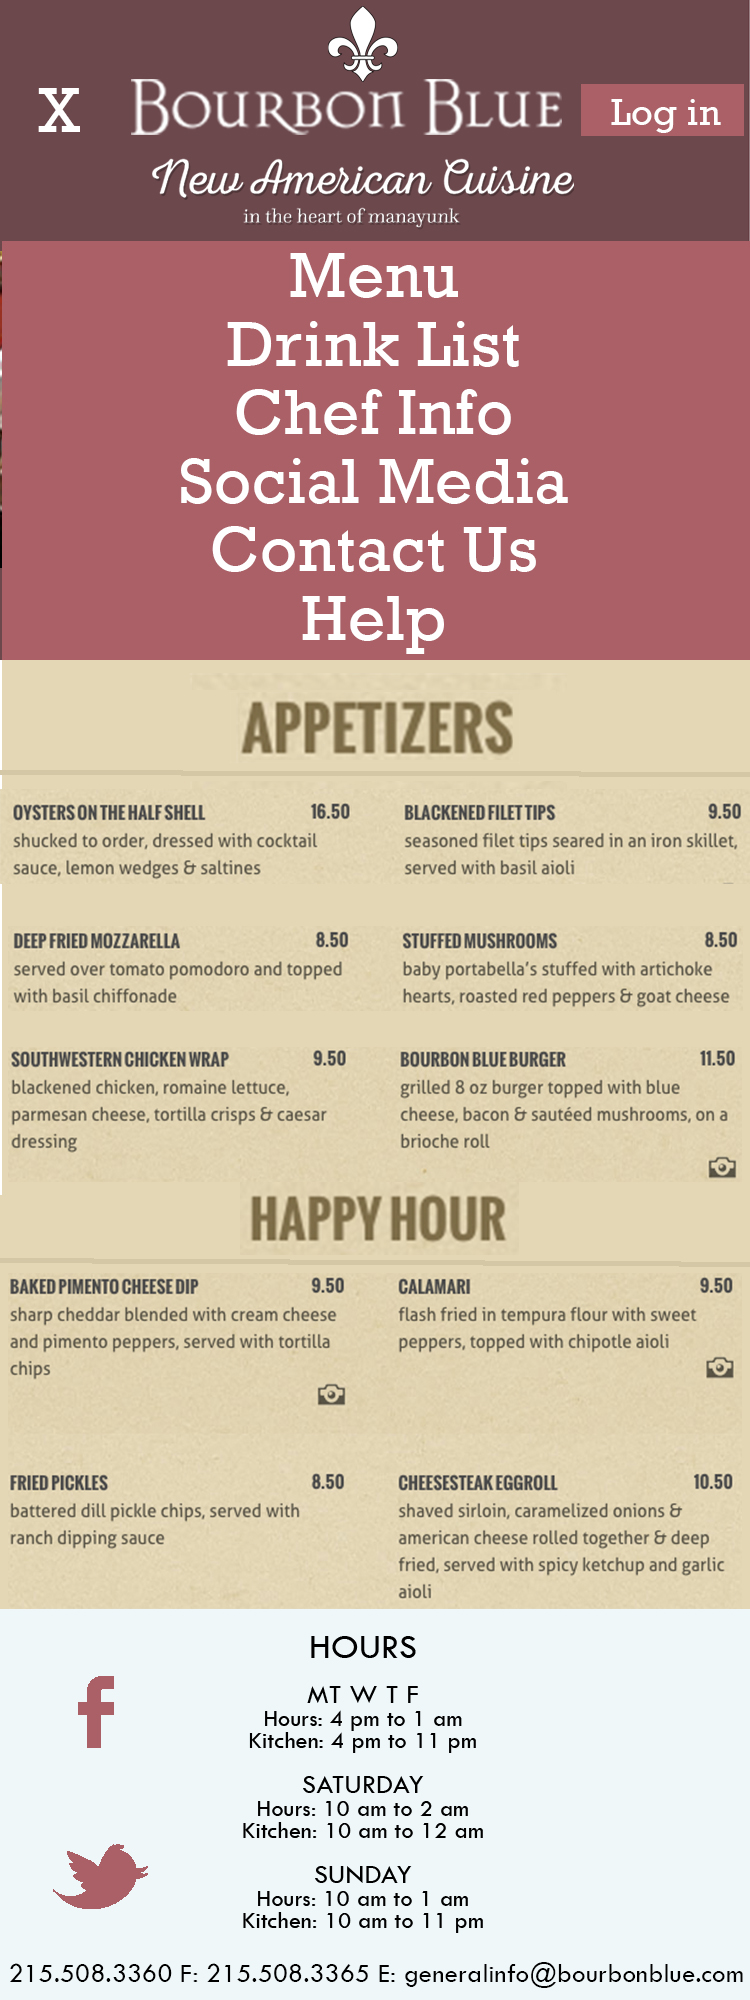 X
BOURBON BLUE
Log in
New American Cuisine
in the heart of manayunk
Menu
Drink List
Chef Info
Social Media
Contact Us
Help
APPETIZERS
OYSTERS ON THE HALF SHELL 16.50
shucked to order, dressed with cocktail
sauce, lemon wedges & saltines
BLACKENED FILET TIPS 9.50
seasoned filet tips seared in an iron skillet,
served with basil aioli
DEEP FRIED MOZZARELLA 8.50
served over tomato pomodoro and topped
with basil chiffonade
STUFFED MUSHROOMS 8.50
baby portabella's stuffed with artichoke
hearts, roasted red peppers & goat cheese
SOUTHWESTERN CHICKEN WRAP 9.50
blackened chicken, romaine lettuce,
parmesan cheese, tortilla crisps & caesar
dressing
BOURBON BLUE BURGER 11.50
grilled 8 oz burger topped with blue
cheese, bacon & sautéed mushrooms, on a
brioche roll
HAPPY HOUR
BAKED PIMENTO CHEESE DIP 9.50
sharp cheddar blended with cream cheese
and pimento peppers, served with tortilla
chips
CALAMARI 9.50
flash fried in tempura flour with sweet
peppers, topped with chipotle aioli
FRIED PICKLES 8.50
battered dill pickle chips, served with
ranch dipping sauce
CHEESESTEAK EGGROLL 10.50
shaved sirloin, caramelized onions &
american cheese rolled together & deep
fried, served with spicy ketchup and garlic
aioli
HOURS
MT W T F
Hours: 4 pm to 1 am
Kitchen: 4 pm to 11 pm
SATURDAY
Hours: 10 am to 2 am
Kitchen: 10 am to 12 am
SUNDAY
Hours: 10 am to 1 am
Kitchen: 10 am to 11 pm
215.508.3360 F: 215.508.3365 E: generalinfo@bourbonblue.com